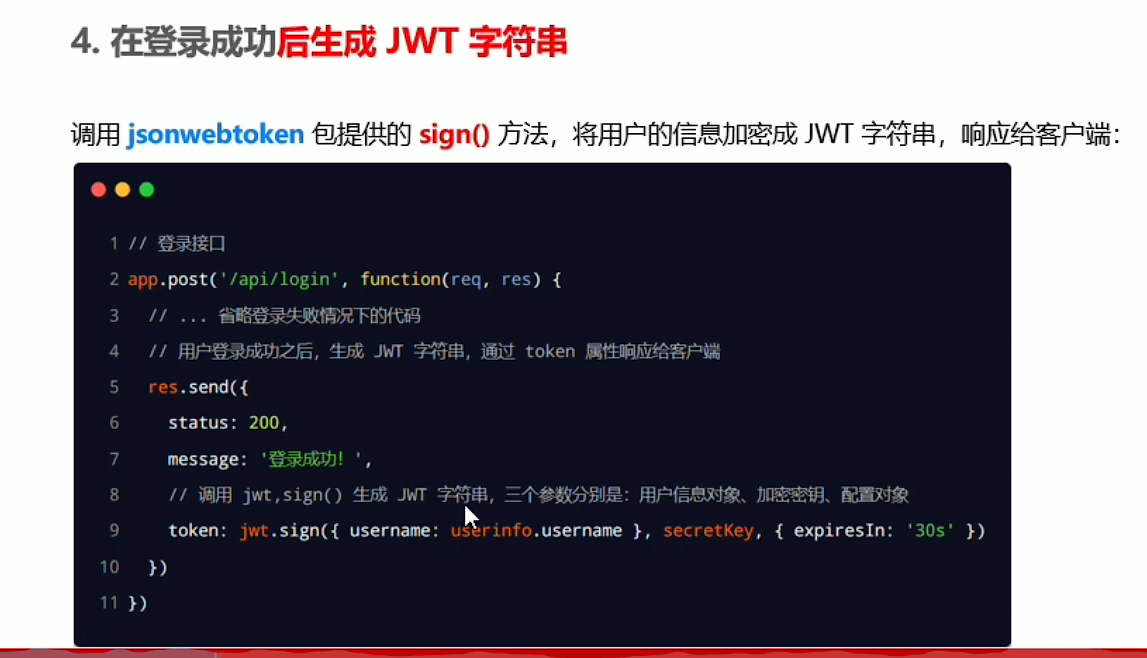 4. 在登录成功后生成 JWT 字符串
调用 jsonwebtoken 包提供的 sign() 方法，将用户的信息加密成 JWT 字符串，响应给客户端：
1 // 登录接口
2 app.post('/api/login', function(req, res) {
3 // ... 省略登录失败情况下的代码
4 // 用户登录成功之后，生成 JWT 字符串，通过 token 属性响应给客户端
5 res.send({
6 status: 200,
7 message: '登录成功！',
8 // 调用 jwt,sign() 生成 JWT 字符串，三个参数分别是：用户信息对象、加密密钥、配置对象
9 token: jwt.sign({ username: userinfo.username }, secretKey, { expiresIn: '30s' })
10 })
11 })